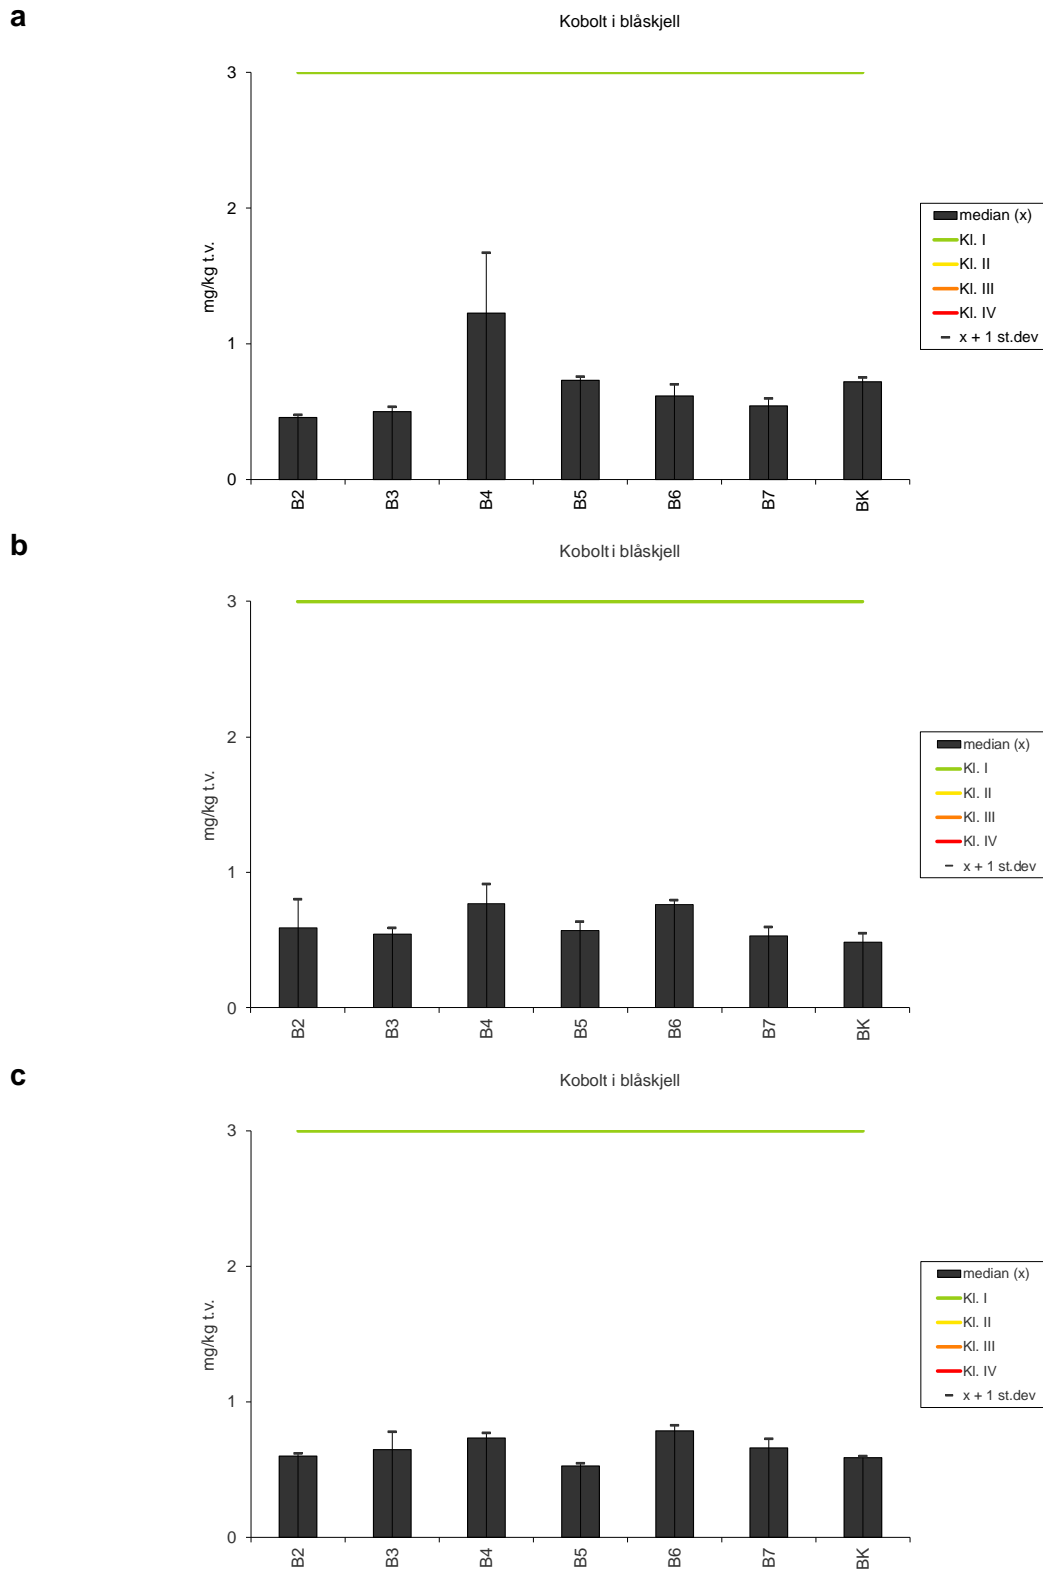 a
Kobolt i blåskjell
3
2
1
0
mg/kg t.v.
B2
B3
B4
B5
B6
B7
BK
median (x)
Kl. I
Kl. II
Kl. III
Kl. IV
x + 1 st.dev
b
Kobolt i blåskjell
3
2
1
0
mg/kg t.v.
B2
B3
B4
B5
B6
B7
BK
median (x)
Kl. I
Kl. II
Kl. III
Kl. IV
x + 1 st.dev
c
Kobolt i blåskjell
3
2
1
0
mg/kg t.v.
B2
B3
B4
B5
B6
B7
BK
median (x)
Kl. I
Kl. II
Kl. III
Kl. IV
x + 1 st.dev